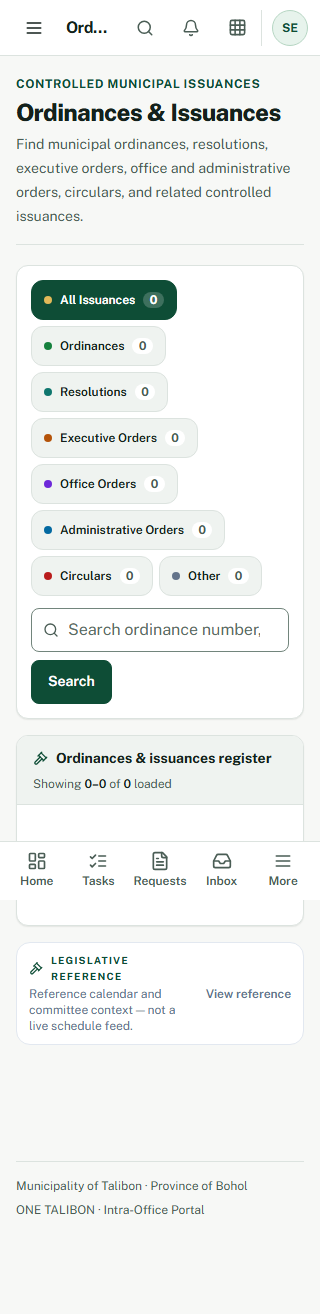 Ord...
SE
CONTROLLED MUNICIPAL ISSUANCES
Ordinances & Issuances
Find municipal ordinances, resolutions,
executive orders, office and administrative
orders, circulars, and related controlled
issuances.
All Issuances 0
Ordinances 0
Resolutions 0
Executive Orders 0
Office Orders 0
Administrative Orders 0
Circulars 0
Other 0
Search ordinance number,
Search
Ordinances & issuances register
Showing 0–0 of 0 loaded
Home
Tasks
Requests
Inbox
More
LEGISLATIVE
REFERENCE
Reference calendar and
committee context — not a
live schedule feed.
View reference
Municipality of Talibon · Province of Bohol
ONE TALIBON · Intra-Office Portal